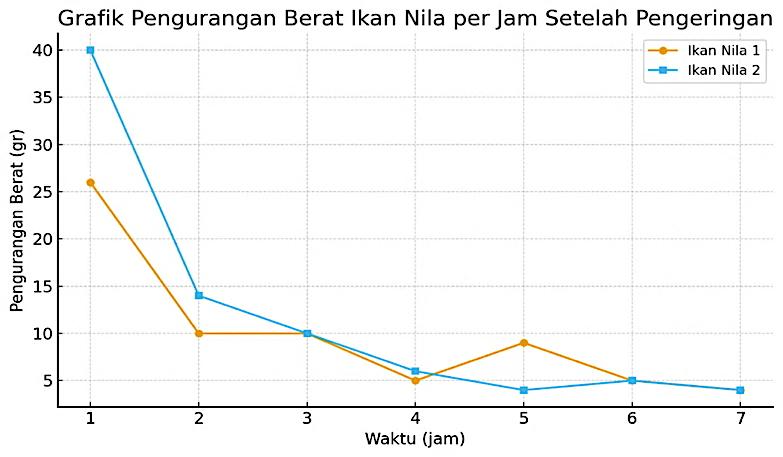 Grafik Pengurangan Berat Ikan Nila per Jam Setelah Pengeringan
Ikan Nila 1
Ikan Nila 2
Pengurangan Berat (gr)
40
35
30
25
20
15
10
5
1 2 3 4 5 6 7
Waktu (jam)